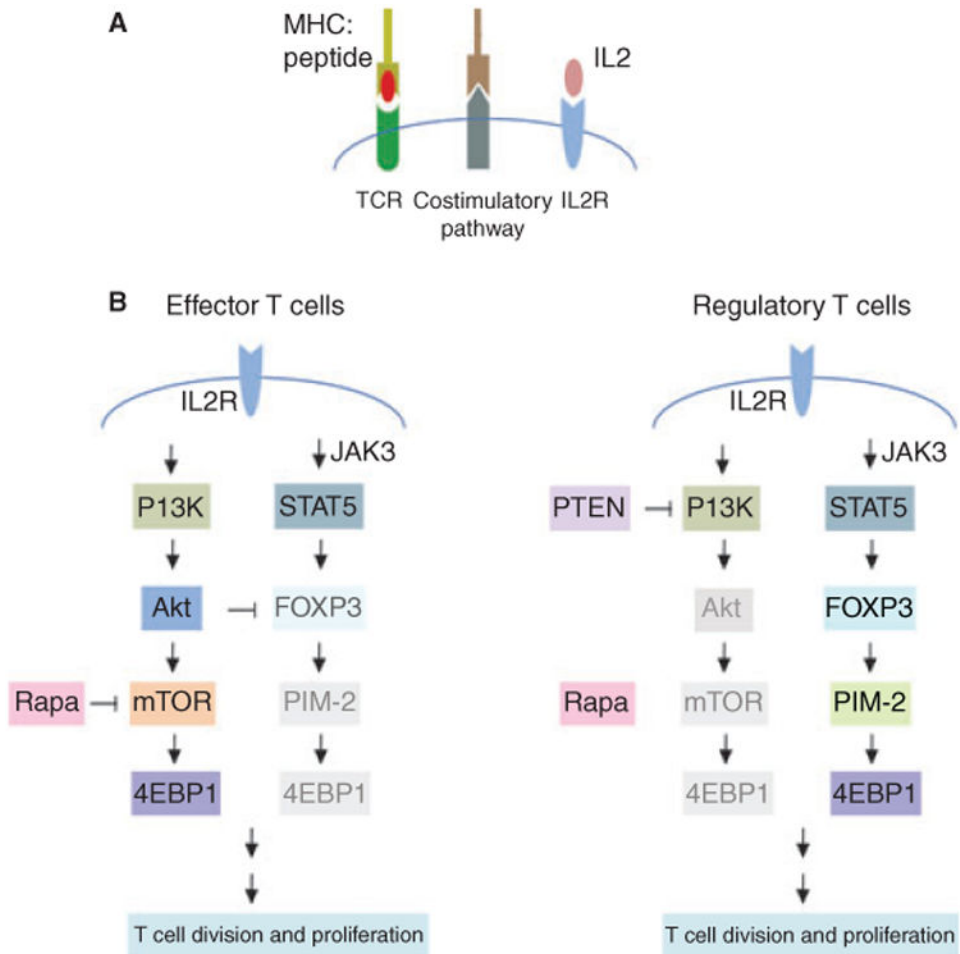 A
MHC:
peptide
IL2
TCR Costimulatory IL2R
pathway
B
Effector T cells
IL2R
JAK3
P13K STAT5
Akt FOXP3
Rapa mTOR PIM-2
4EBP1 4EBP1
T cell division and proliferation
Regulatory T cells
IL2R
JAK3
PTEN P13K STAT5
Akt FOXP3
Rapa mTOR PIM-2
4EBP1 4EBP1
T cell division and proliferation